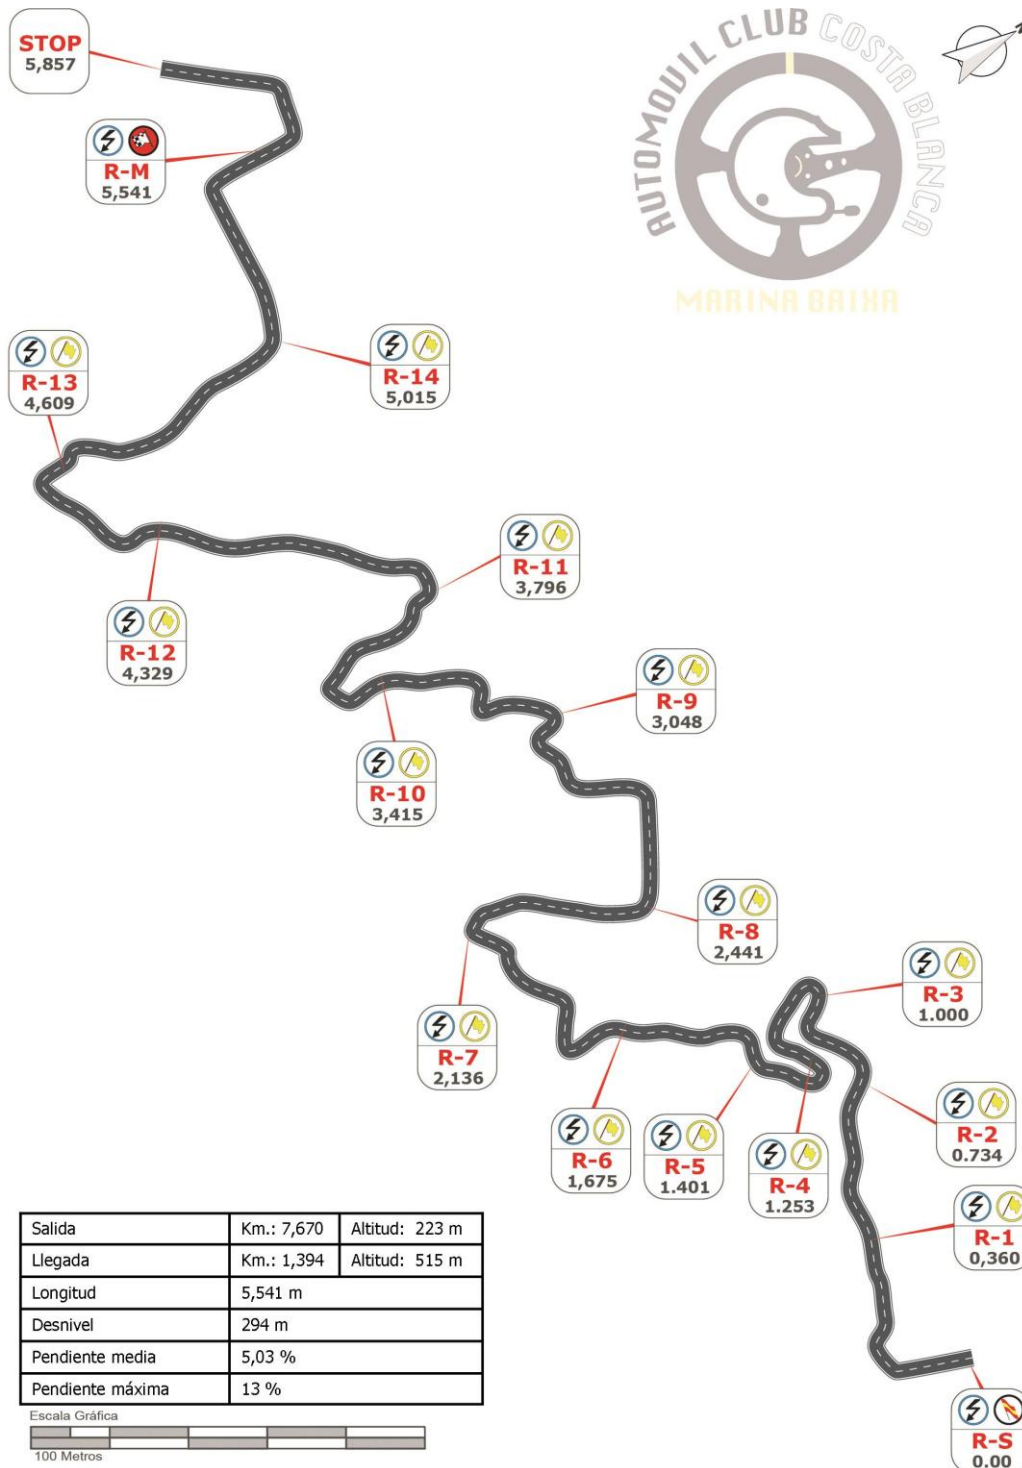 AUTOMOVIL CLUB COSTA BLANCA
MARINA BAIXA
STOP
5,857
R-M
5,541
R-13
4,609
R-14
5,015
R-11
3,796
R-12
4,329
R-9
3,048
R-10
3,415
R-8
2,441
R-3
1.000
R-7
2,136
R-2
0.734
R-6
1,675
R-5
1.401
R-4
1.253
R-1
0,360
R-S
0.00
Salida Km.: 7,670 Altitud: 223 m
Llegada Km.: 1,394 Altitud: 515 m
Longitud 5,541 m
Desnivel 294 m
Pendiente media 5,03 %
Pendiente máxima 13 %
Escala Gráfica
100 Metros